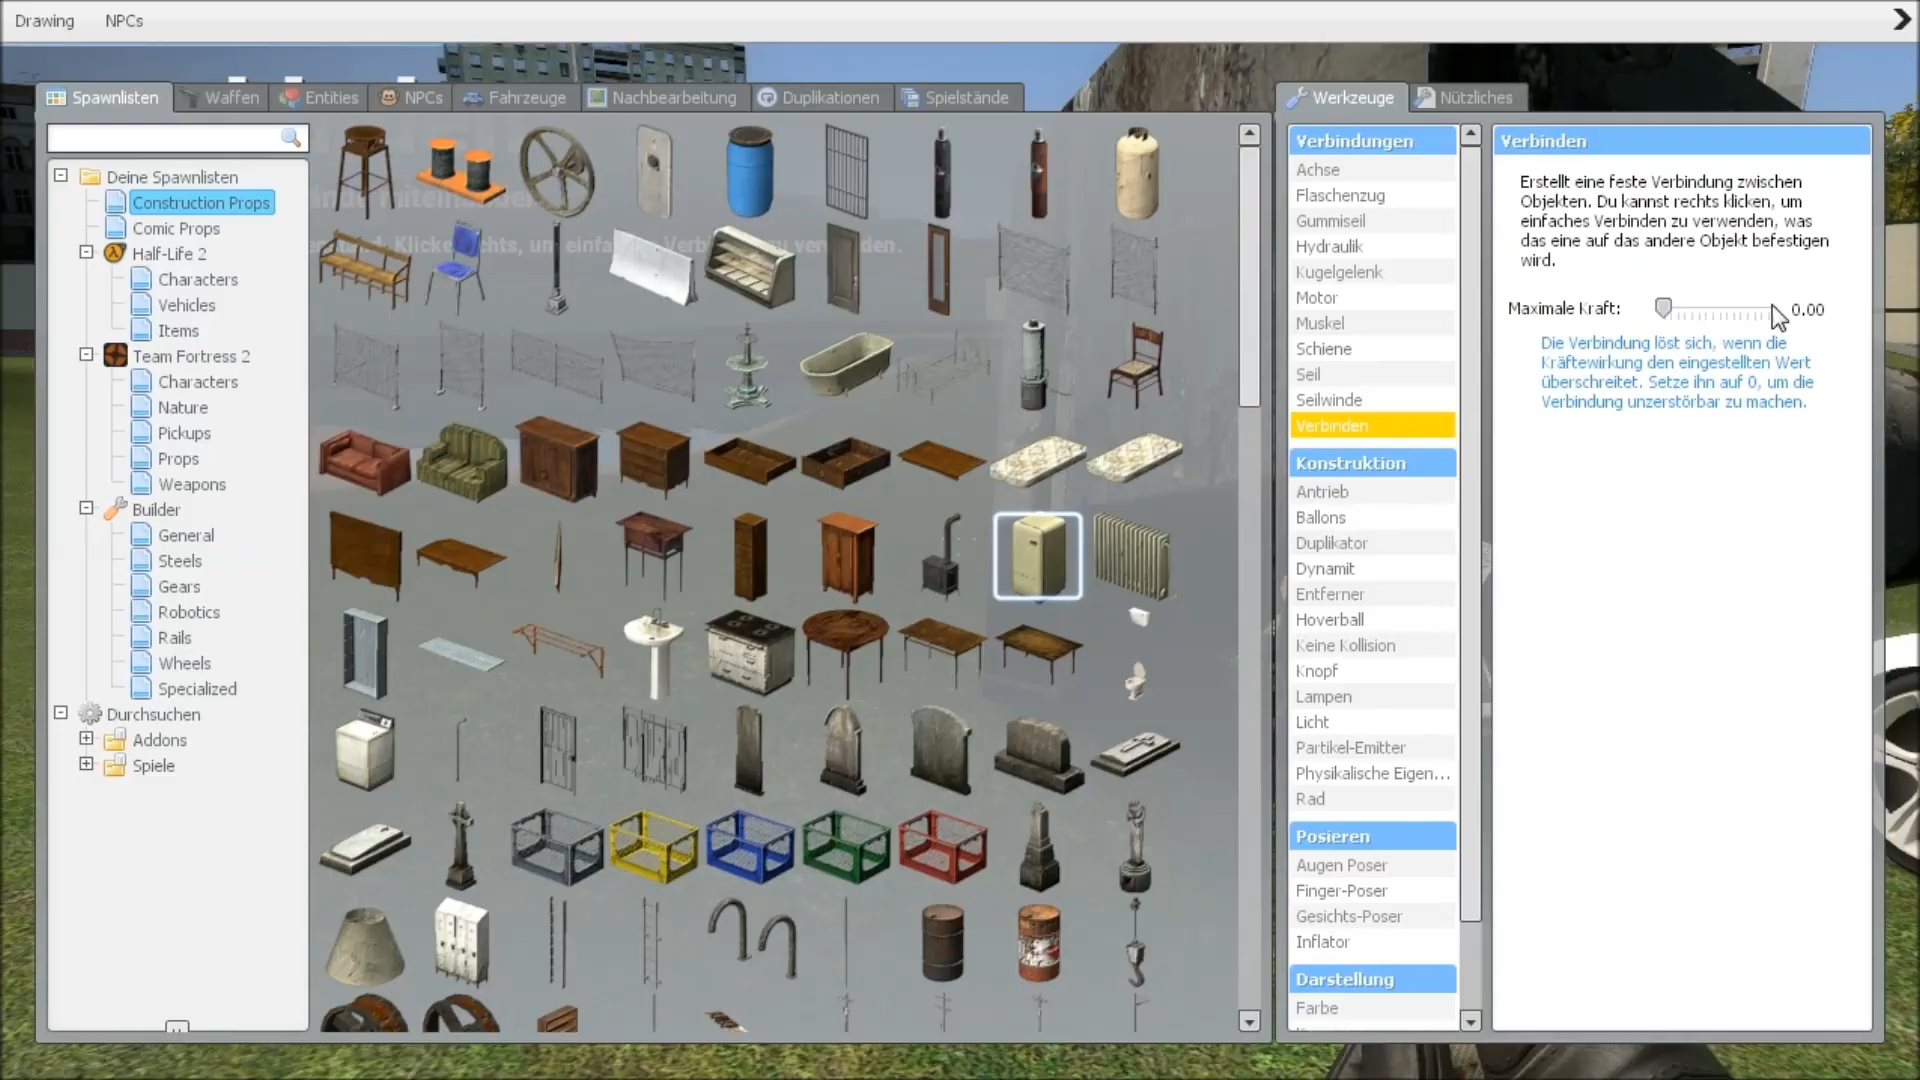 Drawing NPCs
Spawnlisten Waffen Entities NPCs Fahrzeuge Nachbearbeitung Duplikationen Spielstände
Deine Spawnlisten
Construction Props
Comic Props
Half-Life 2
Characters
Vehicles
Items
Team Fortress 2
Characters
Nature
Pickups
Props
Weapons
Builder
General
Steels
Gears
Robotics
Rails
Wheels
Specialized
Durchsuchen
Addons
Spiele
Werkzeuge Nützliches
Verbindungen
Achse
Flaschenzug
Gummiseil
Hydraulik
Kugelgelenk
Motor
Muskel
Schiene
Seil
Seilwinde
Verbinden
Konstruktion
Antrieb
Ballons
Duplikator
Dynamit
Entferner
Hoverball
Keine Kollision
Knopf
Lampen
Licht
Partikel-Emitter
Physikalische Eigen...
Rad
Posieren
Augen Poser
Finger-Poser
Gesichts-Poser
Inflator
Darstellung
Farbe
Verbinden
Erstellt eine feste Verbindung zwischen
Objekten. Du kannst rechts klicken, um
einfaches Verbinden zu verwenden, was
das eine auf das andere Objekt befestigen
wird.
Maximale Kraft: 0.00
Die Verbindung löst sich, wenn die
Kräftewirkung den eingestellten Wert
überschreitet. Setze ihn auf 0, um die
Verbindung unzerstörbar zu machen.